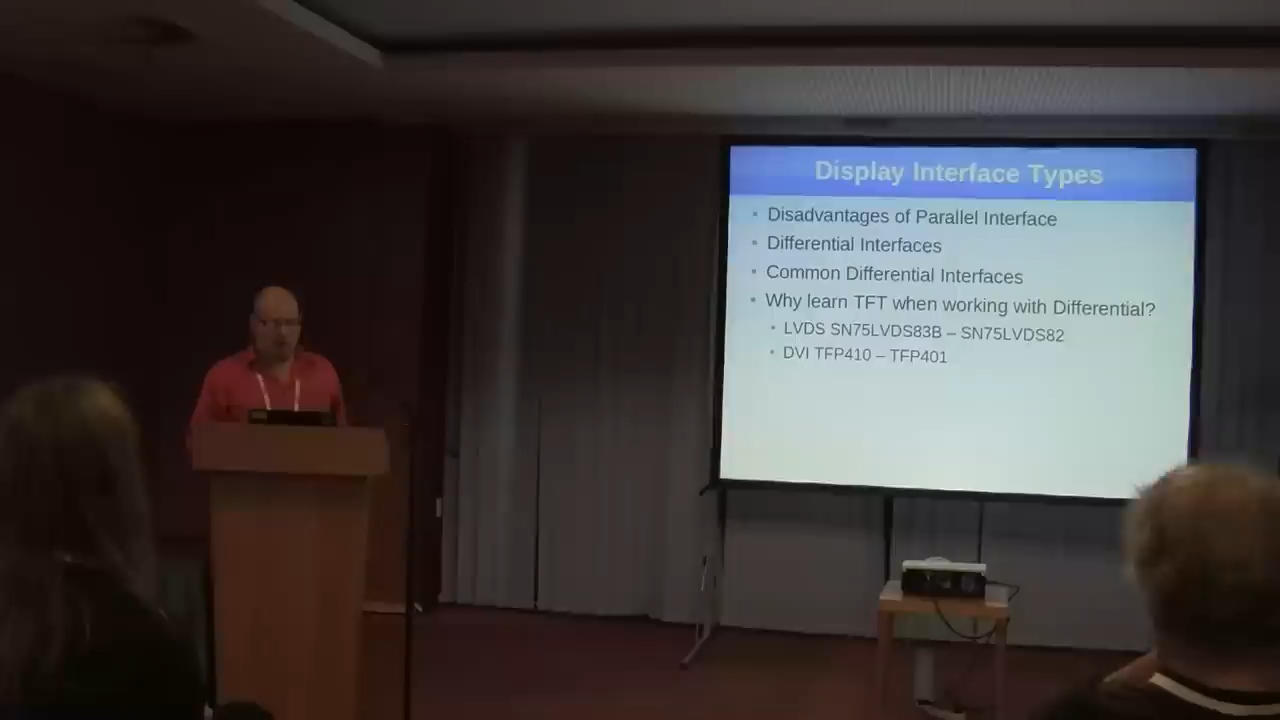 Display Interface Types
Disadvantages of Parallel Interface
Differential Interfaces
Common Differential Interfaces
Why learn TFT when working with Differential?
LVDS SN75LVDS83B – SN75LVDS82
DVI TFP410 – TFP401